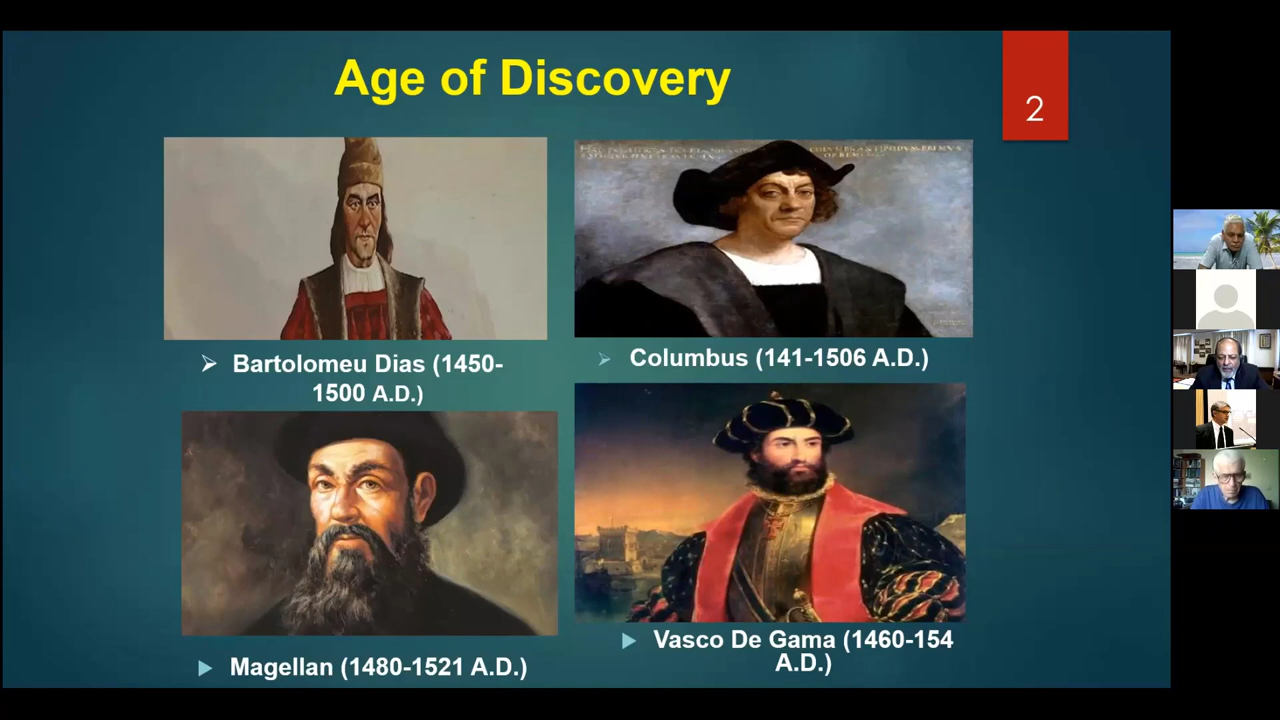 Age of Discovery
2
Bartolomeu Dias (1450-
1500 A.D.)
Columbus (141-1506 A.D.)
Magellan (1480-1521 A.D.)
Vasco De Gama (1460-154
A.D.)